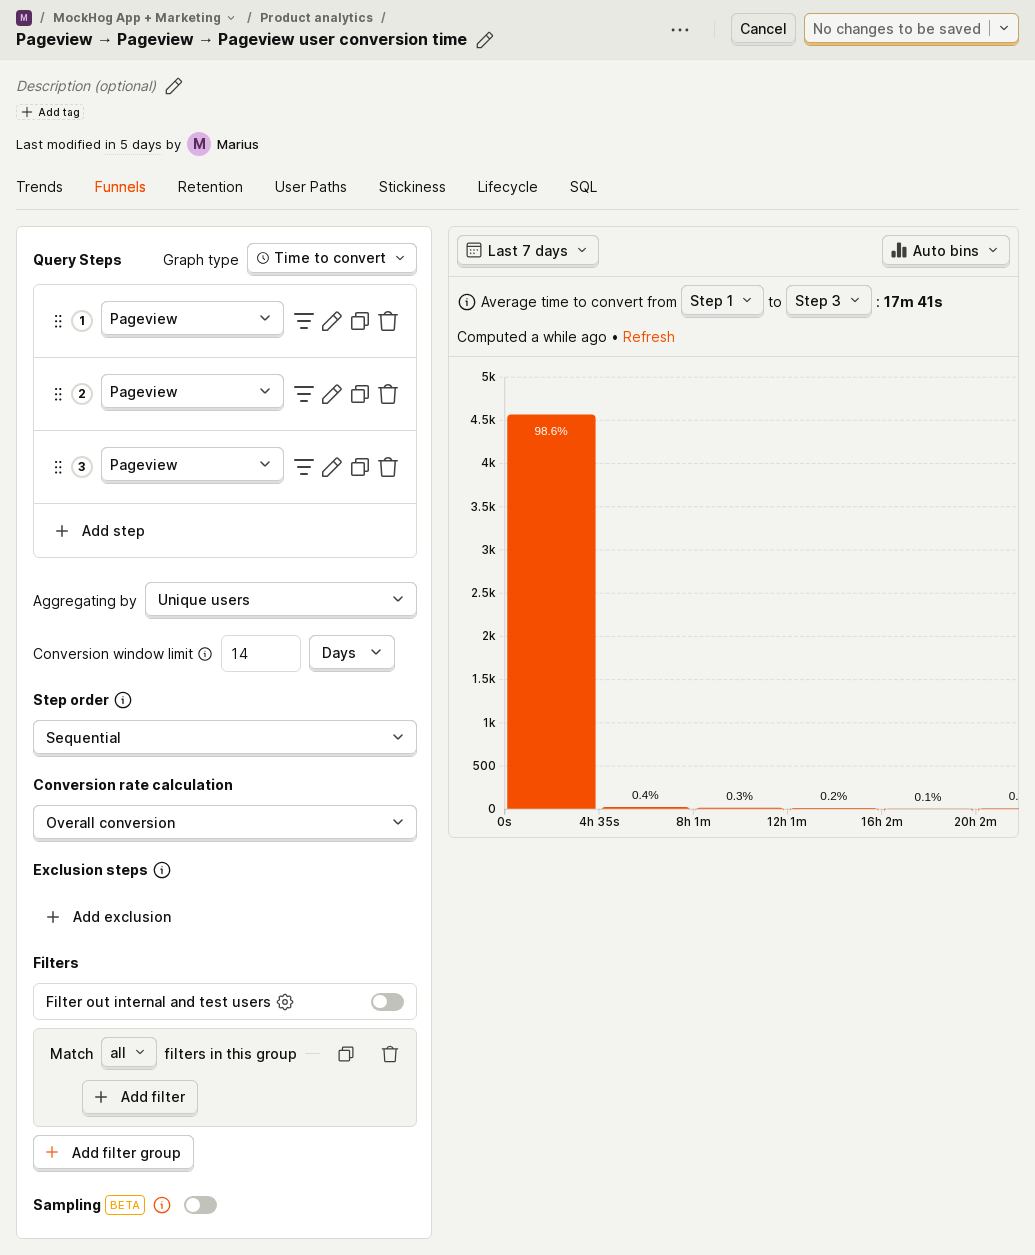 M / MockHog App + Marketing / Product analytics /
Pageview → Pageview → Pageview user conversion time
Cancel
No changes to be saved
Description (optional)
Add tag
Last modified in 5 days by M Marius
Trends Funnels Retention User Paths Stickiness Lifecycle SQL
Query Steps Graph type Time to convert
1 Pageview
2 Pageview
3 Pageview
Add step
Aggregating by Unique users
Conversion window limit 14 Days
Step order
Sequential
Conversion rate calculation
Overall conversion
Exclusion steps
Add exclusion
Filters
Filter out internal and test users
Match all filters in this group
Add filter
Add filter group
Sampling BETA
Last 7 days Auto bins
Average time to convert from Step 1 to Step 3 : 17m 41s
Computed a while ago • Refresh
5k
4.5k
4k
3.5k
3k
2.5k
2k
1.5k
1k
500
0
98.6% 0.4% 0.3% 0.2% 0.1% 0.
0s 4h 35s 8h 1m 12h 1m 16h 2m 20h 2m